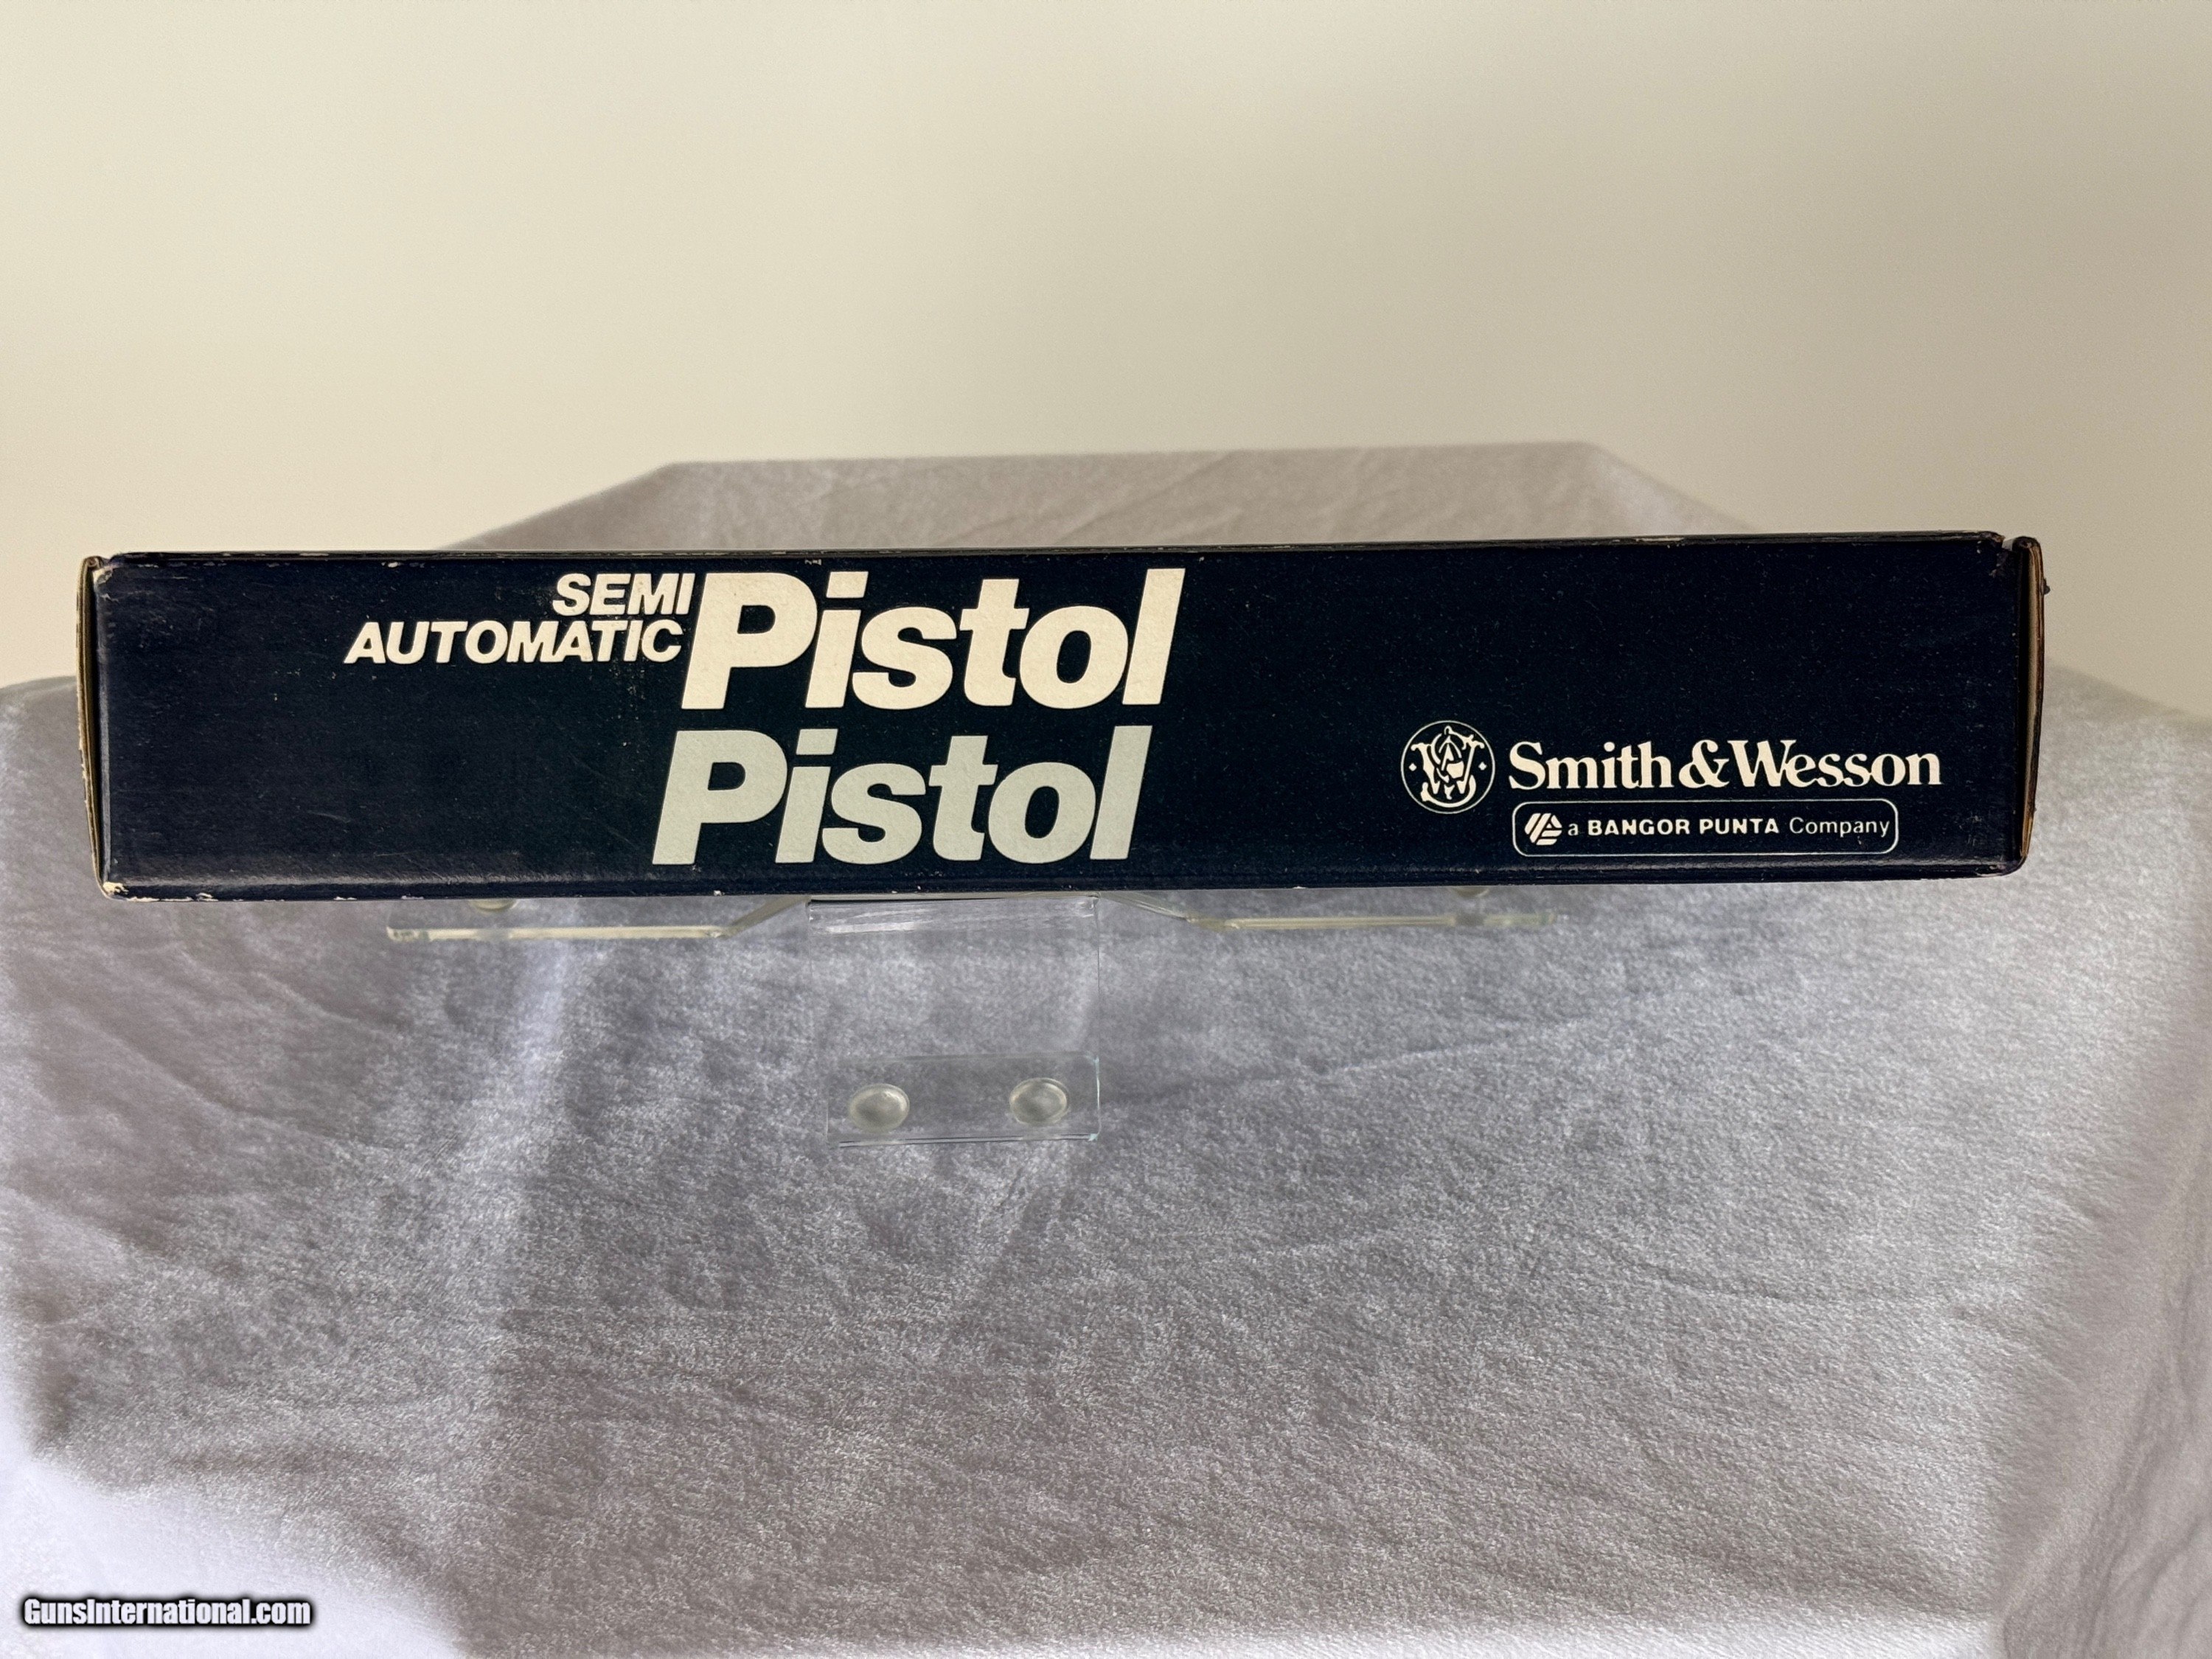 SEMI
AUTOMATIC Pistol
Pistol
Smith & Wesson
a BANGOR PUNTA Company
GunsInternational.com